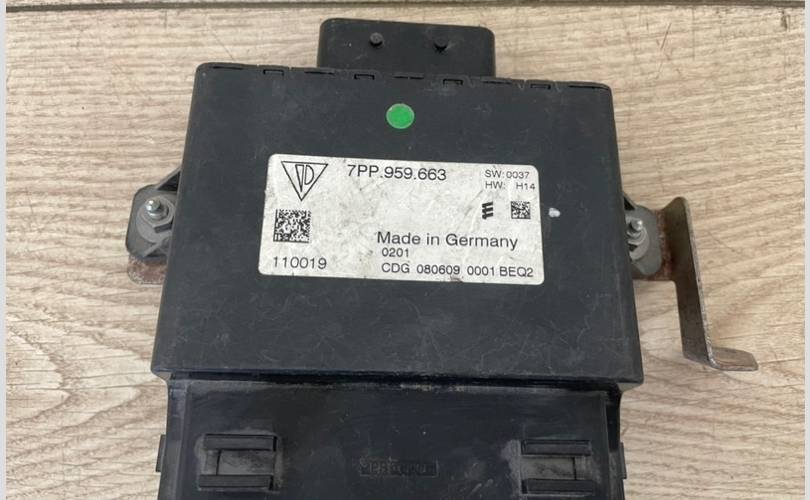 7PP.959.663
SW:0037
HW: H14
Made in Germany
0201
110019
CDG 080609 0001 BEQ2